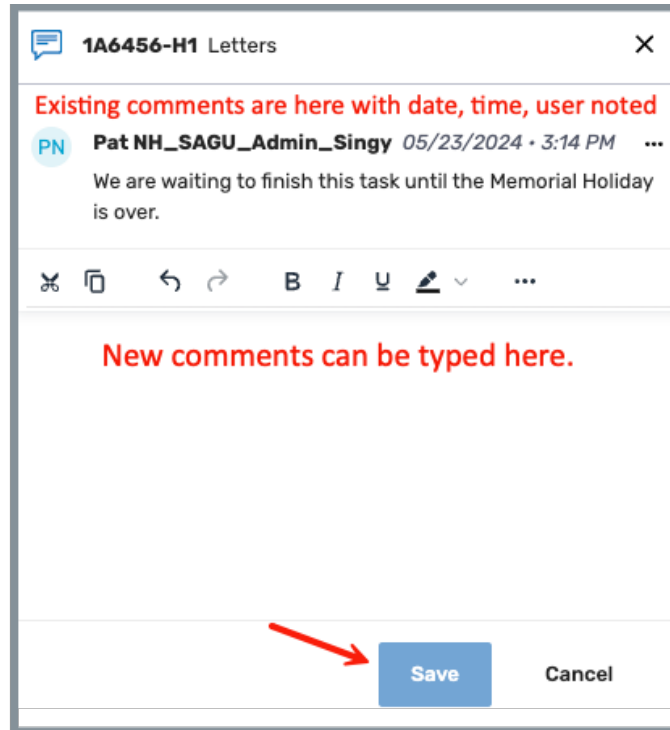 1A6456-H1 Letters
Existing comments are here with date, time, user noted
PN Pat NH_SAGU_Admin_Singy 05/23/2024 • 3:14 PM ...
We are waiting to finish this task until the Memorial Holiday
is over.
B I U ...
New comments can be typed here.
Save Cancel